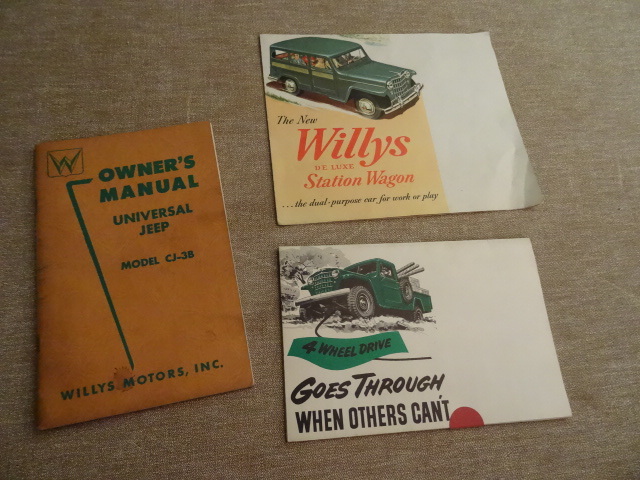 W
OWNER'S
MANUAL
UNIVERSAL
JEEP
MODEL CJ-3B
WILLYS MOTORS, INC.
The New
Willys
DE LUXE
Station Wagon
...the dual-purpose car for work or play
4 WHEEL DRIVE
GOES THROUGH
WHEN OTHERS CAN'T